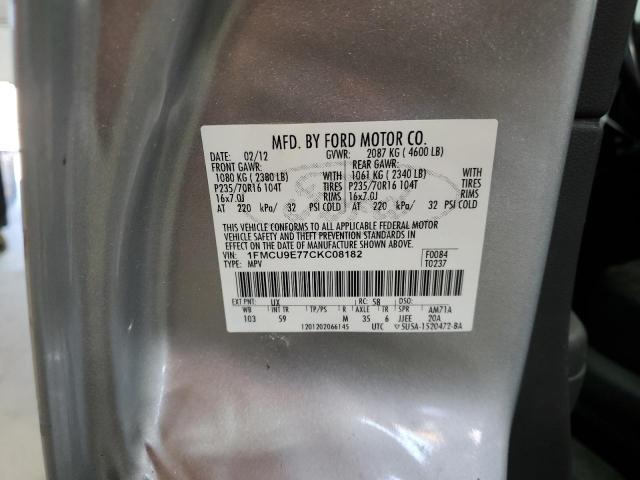 MFD. BY FORD MOTOR CO.
DATE: 02/12 GVWR: 2087 KG ( 4600 LB)
FRONT GAWR: REAR GAWR:
1080 KG ( 2380 LB) WITH 1061 KG ( 2340 LB) WITH
P235/70R16 104T TIRES P235/70R16 104T TIRES
16x7.0J RIMS 16x7.0J RIMS
AT 220 kPa/ 32 PSI COLD AT 220 kPa/ 32 PSI COLD
THIS VEHICLE CONFORMS TO ALL APPLICABLE FEDERAL MOTOR
VEHICLE SAFETY AND THEFT PREVENTION STANDARDS IN
EFFECT ON THE DATE OF MANUFACTURE SHOWN ABOVE.
VIN: 1FMCU9E77CKC08182 F0084
TYPE: MPV T0237
EXT PNT: UX RC: 58 DSO:
WB INT TR TP/PS R AXLE TR SPR AM71A
103 59 M 35 6 JJEE 20A
1201202066145 UTC 5U5A-1520472-BA